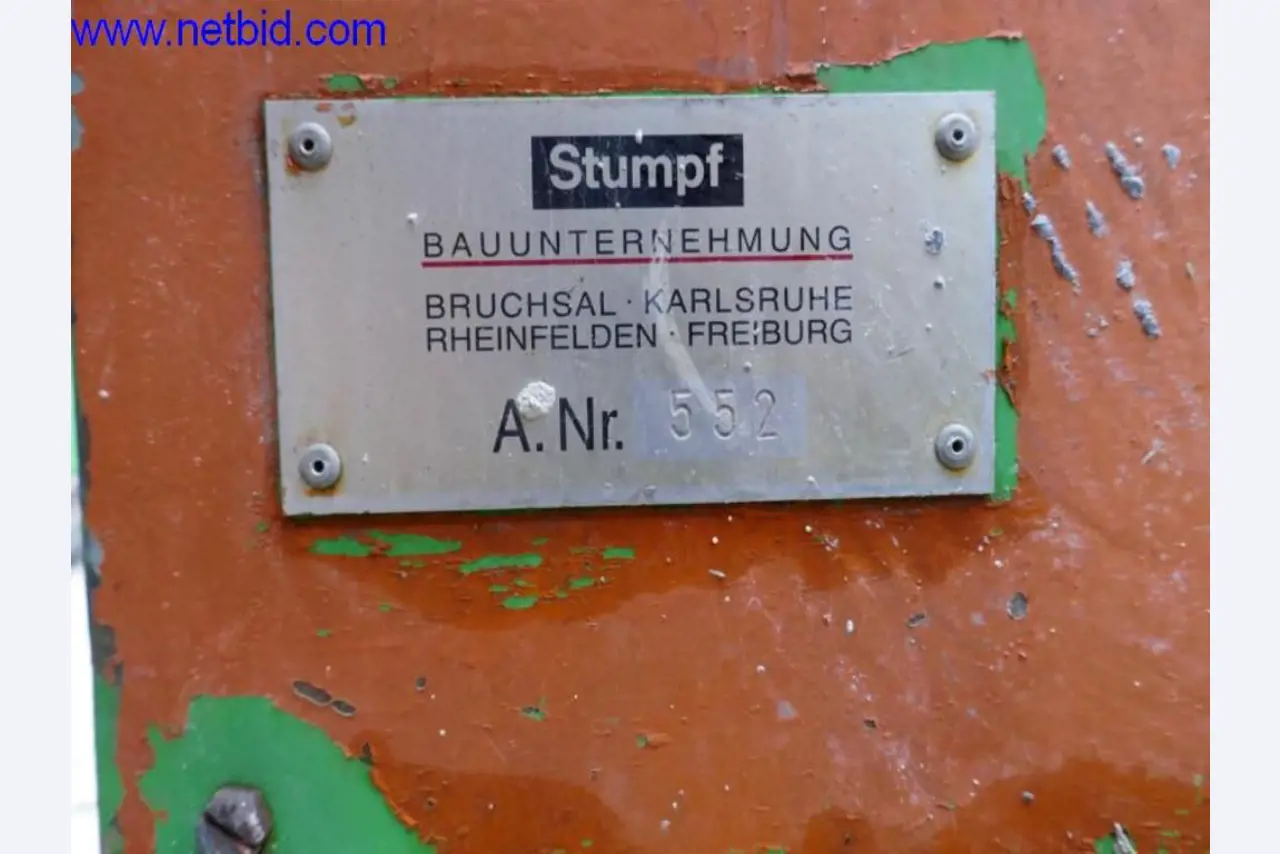 www.netbid.com
Stumpf
BAUUNTERNEHMUNG
BRUCHSAL · KARLSRUHE
RHEINFELDEN · FREIBURG
A. Nr. 552